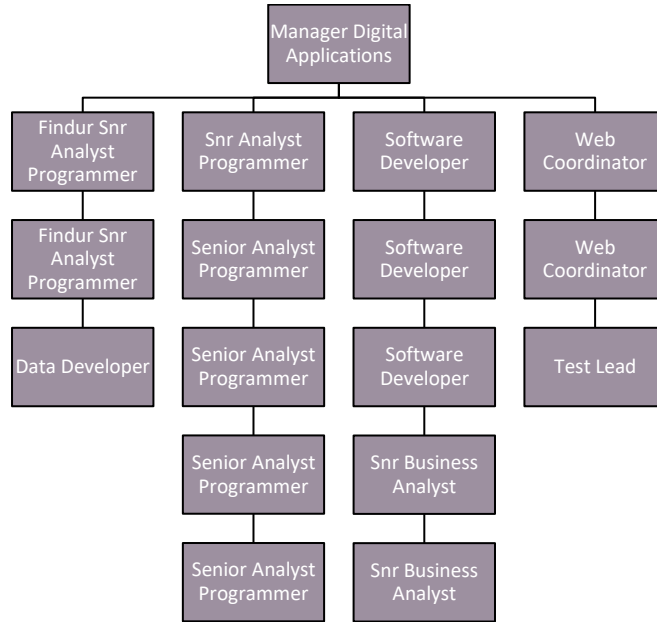 Manager Digital
Applications
Findur Snr
Analyst
Programmer
Snr Analyst
Programmer
Software
Developer
Web
Coordinator
Findur Snr
Analyst
Programmer
Senior Analyst
Programmer
Software
Developer
Web
Coordinator
Data Developer
Senior Analyst
Programmer
Software
Developer
Test Lead
Senior Analyst
Programmer
Snr Business
Analyst
Senior Analyst
Programmer
Snr Business
Analyst